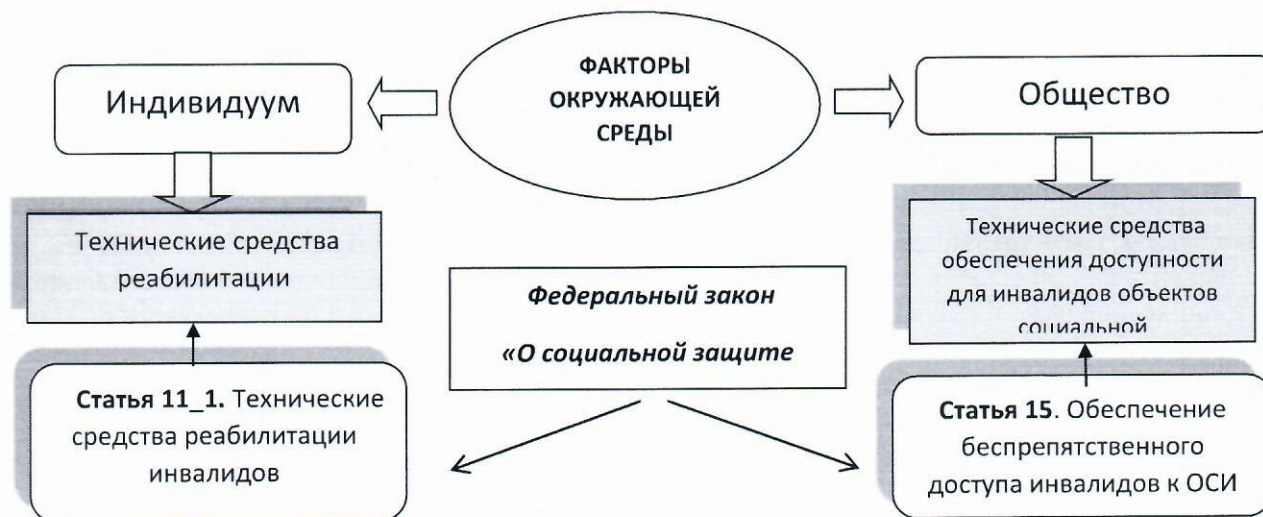 ФАКТОРЫ
ОКРУЖАЮЩЕЙ
СРЕДЫ
Индивидуум
Общество
Технические средства
реабилитации
Технические средства
обеспечения доступности
для инвалидов объектов
социальной
Федеральный закон
«О социальной защите
Статья 11_1. Технические
средства реабилитации
инвалидов
Статья 15. Обеспечение
беспрепятственного
доступа инвалидов к ОСИ